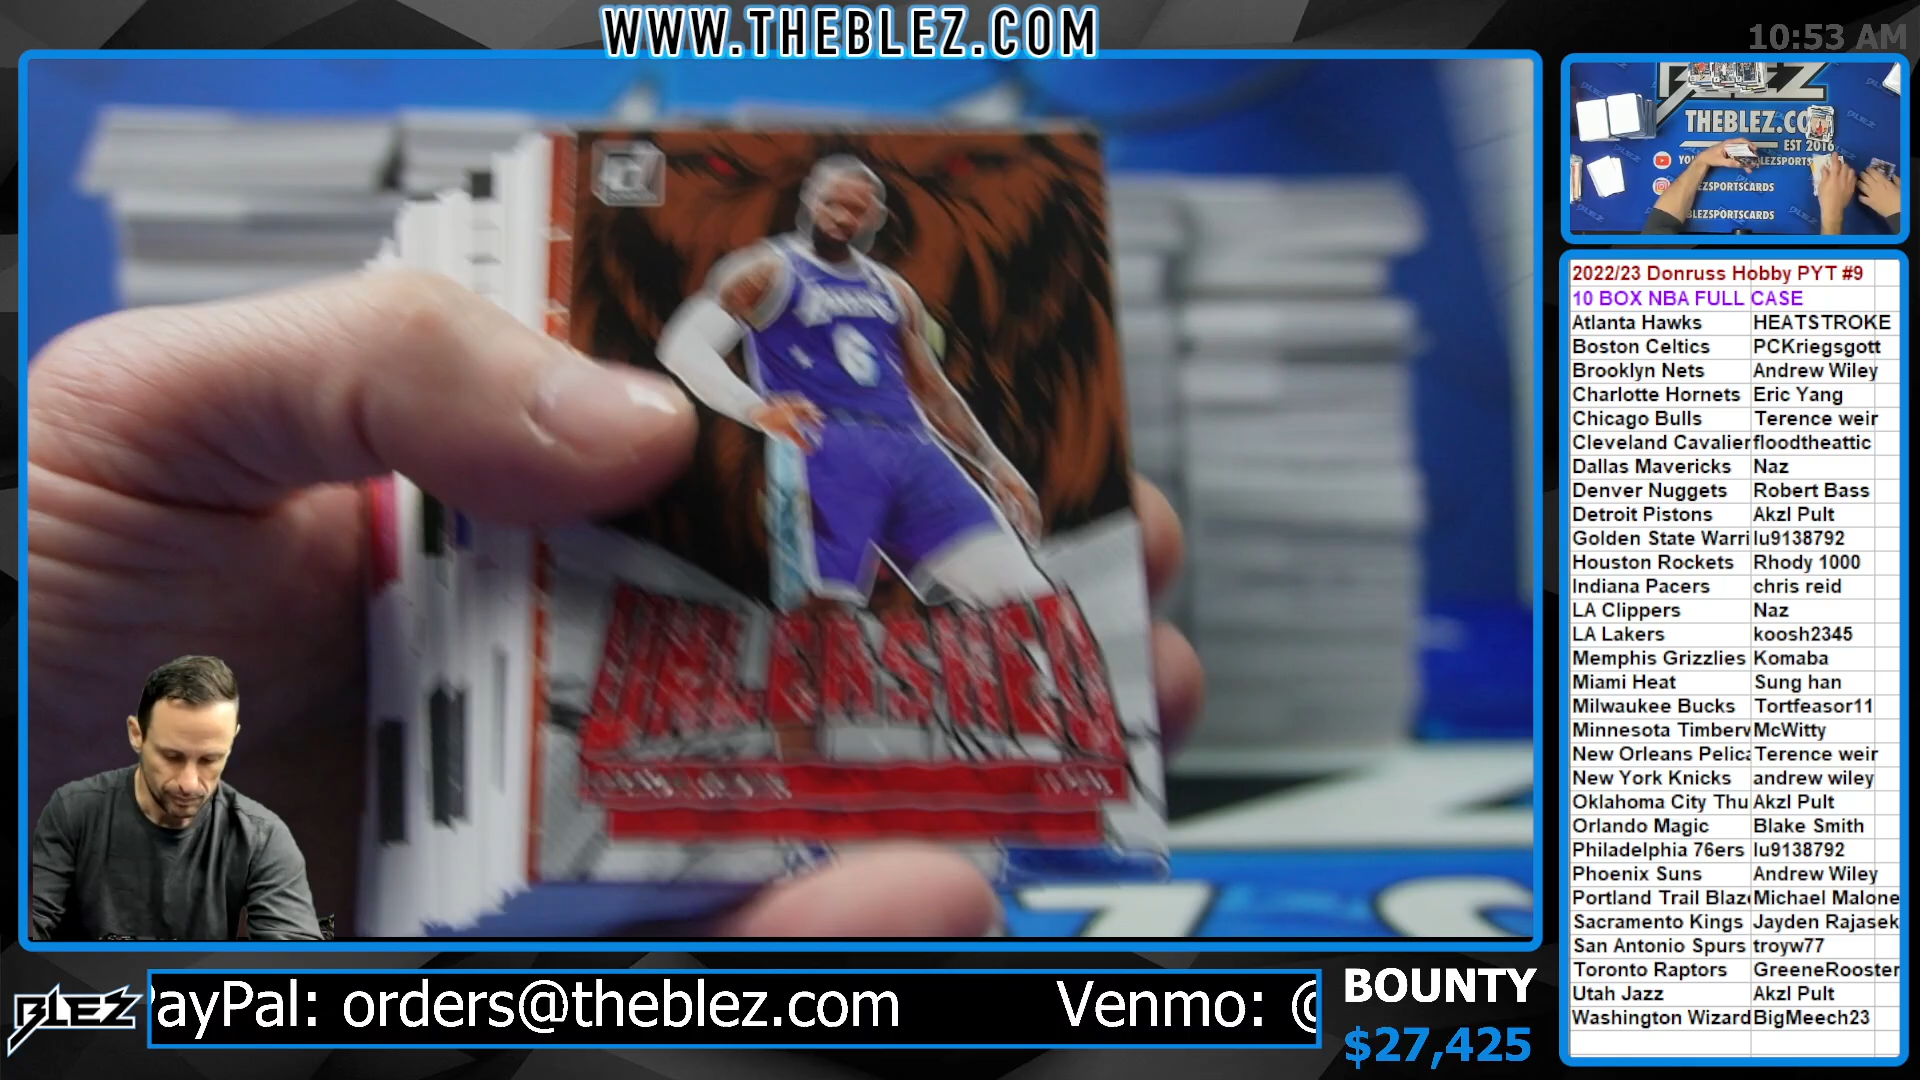 WWW.THEBLEZ.COM
10:53 AM
BLEZ
THEBLEZ.CO
EST 2016
BLEZSPORTSCARDS
BLEZSPORTSCARDS
6
UNLEASHED
2022/23 Donruss Hobby PYT #9
10 BOX NBA FULL CASE
Atlanta Hawks HEATSTROKE
Boston Celtics PCKriegsgott
Brooklyn Nets Andrew Wiley
Charlotte Hornets Eric Yang
Chicago Bulls Terence weir
Cleveland Cavalier floodtheattic
Dallas Mavericks Naz
Denver Nuggets Robert Bass
Detroit Pistons Akzl Pult
Golden State Warri lu9138792
Houston Rockets Rhody 1000
Indiana Pacers chris reid
LA Clippers Naz
LA Lakers koosh2345
Memphis Grizzlies Komaba
Miami Heat Sung han
Milwaukee Bucks Tortfeasor11
Minnesota Timberv McWitty
New Orleans Pelica Terence weir
New York Knicks andrew wiley
Oklahoma City Thu Akzl Pult
Orlando Magic Blake Smith
Philadelphia 76ers lu9138792
Phoenix Suns Andrew Wiley
Portland Trail Blaze Michael Malone
Sacramento Kings Jayden Rajasek
San Antonio Spurs troyw77
Toronto Raptors GreeneRooster
Utah Jazz Akzl Pult
Washington Wizard BigMeech23
BLEZ
ayPal: orders@theblez.com Venmo: @
BOUNTY
$27,425